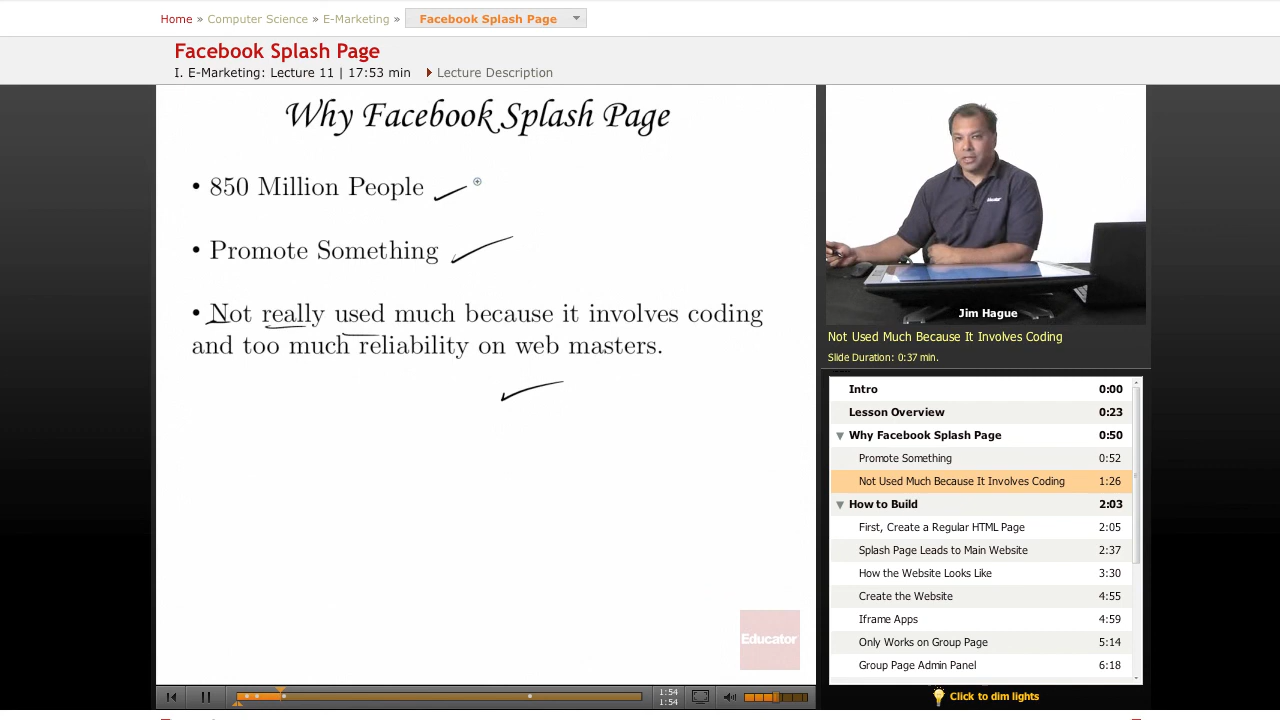 Home » Computer Science » E-Marketing » Facebook Splash Page
Facebook Splash Page
I. E-Marketing: Lecture 11 | 17:53 min Lecture Description
Why Facebook Splash Page
• 850 Million People
• Promote Something
• Not really used much because it involves coding
and too much reliability on web masters.
Educator
1:54
1:54
Jim Hague
Not Used Much Because It Involves Coding
Slide Duration: 0:37 min.
Intro 0:00
Lesson Overview 0:23
Why Facebook Splash Page 0:50
Promote Something 0:52
Not Used Much Because It Involves Coding 1:26
How to Build 2:03
First, Create a Regular HTML Page 2:05
Splash Page Leads to Main Website 2:37
How the Website Looks Like 3:30
Create the Website 4:55
Iframe Apps 4:59
Only Works on Group Page 5:14
Group Page Admin Panel 6:18
Click to dim lights